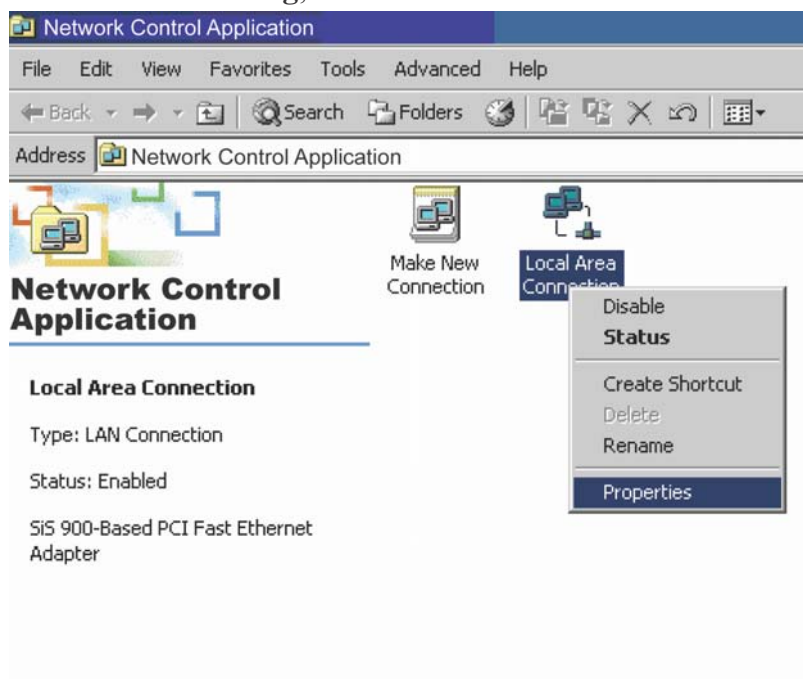 Network Control Application
File Edit View Favorites Tools Advanced Help
Back Search Folders
Address Network Control Application
Make New
Connection
Local Area
Connection
Network Control
Application
Local Area Connection
Type: LAN Connection
Status: Enabled
SiS 900-Based PCI Fast Ethernet
Adapter
Disable
Status
Create Shortcut
Delete
Rename
Properties